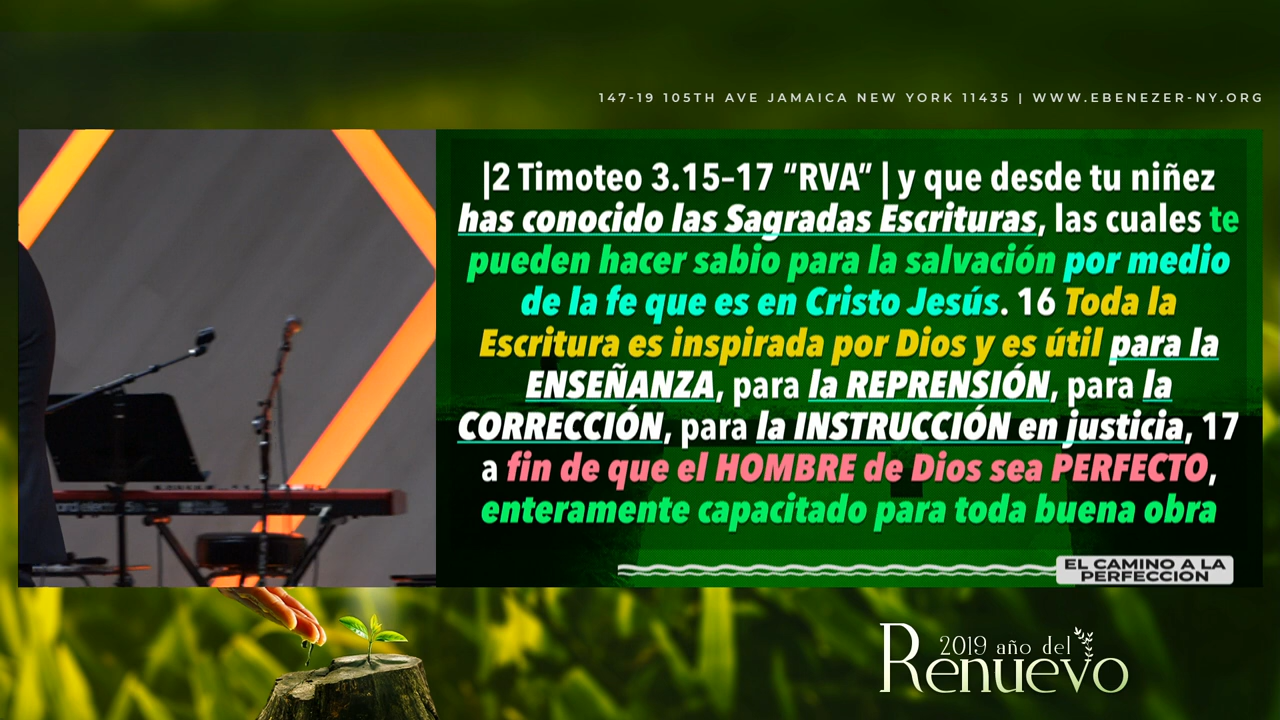 147-19 105TH AVE JAMAICA NEW YORK 11435 | WWW.EBENEZER-NY.ORG
|2 Timoteo 3.15–17 “RVA” | y que desde tu niñez
has conocido las Sagradas Escrituras, las cuales te
pueden hacer sabio para la salvación por medio
de la fe que es en Cristo Jesús. 16 Toda la
Escritura es inspirada por Dios y es útil para la
ENSEÑANZA, para la REPRENSIÓN, para la
CORRECCIÓN, para la INSTRUCCIÓN en justicia, 17
a fin de que el HOMBRE de Dios sea PERFECTO,
enteramente capacitado para toda buena obra
EL CAMINO A LA
PERFECCION
2019 año del
Renuevo